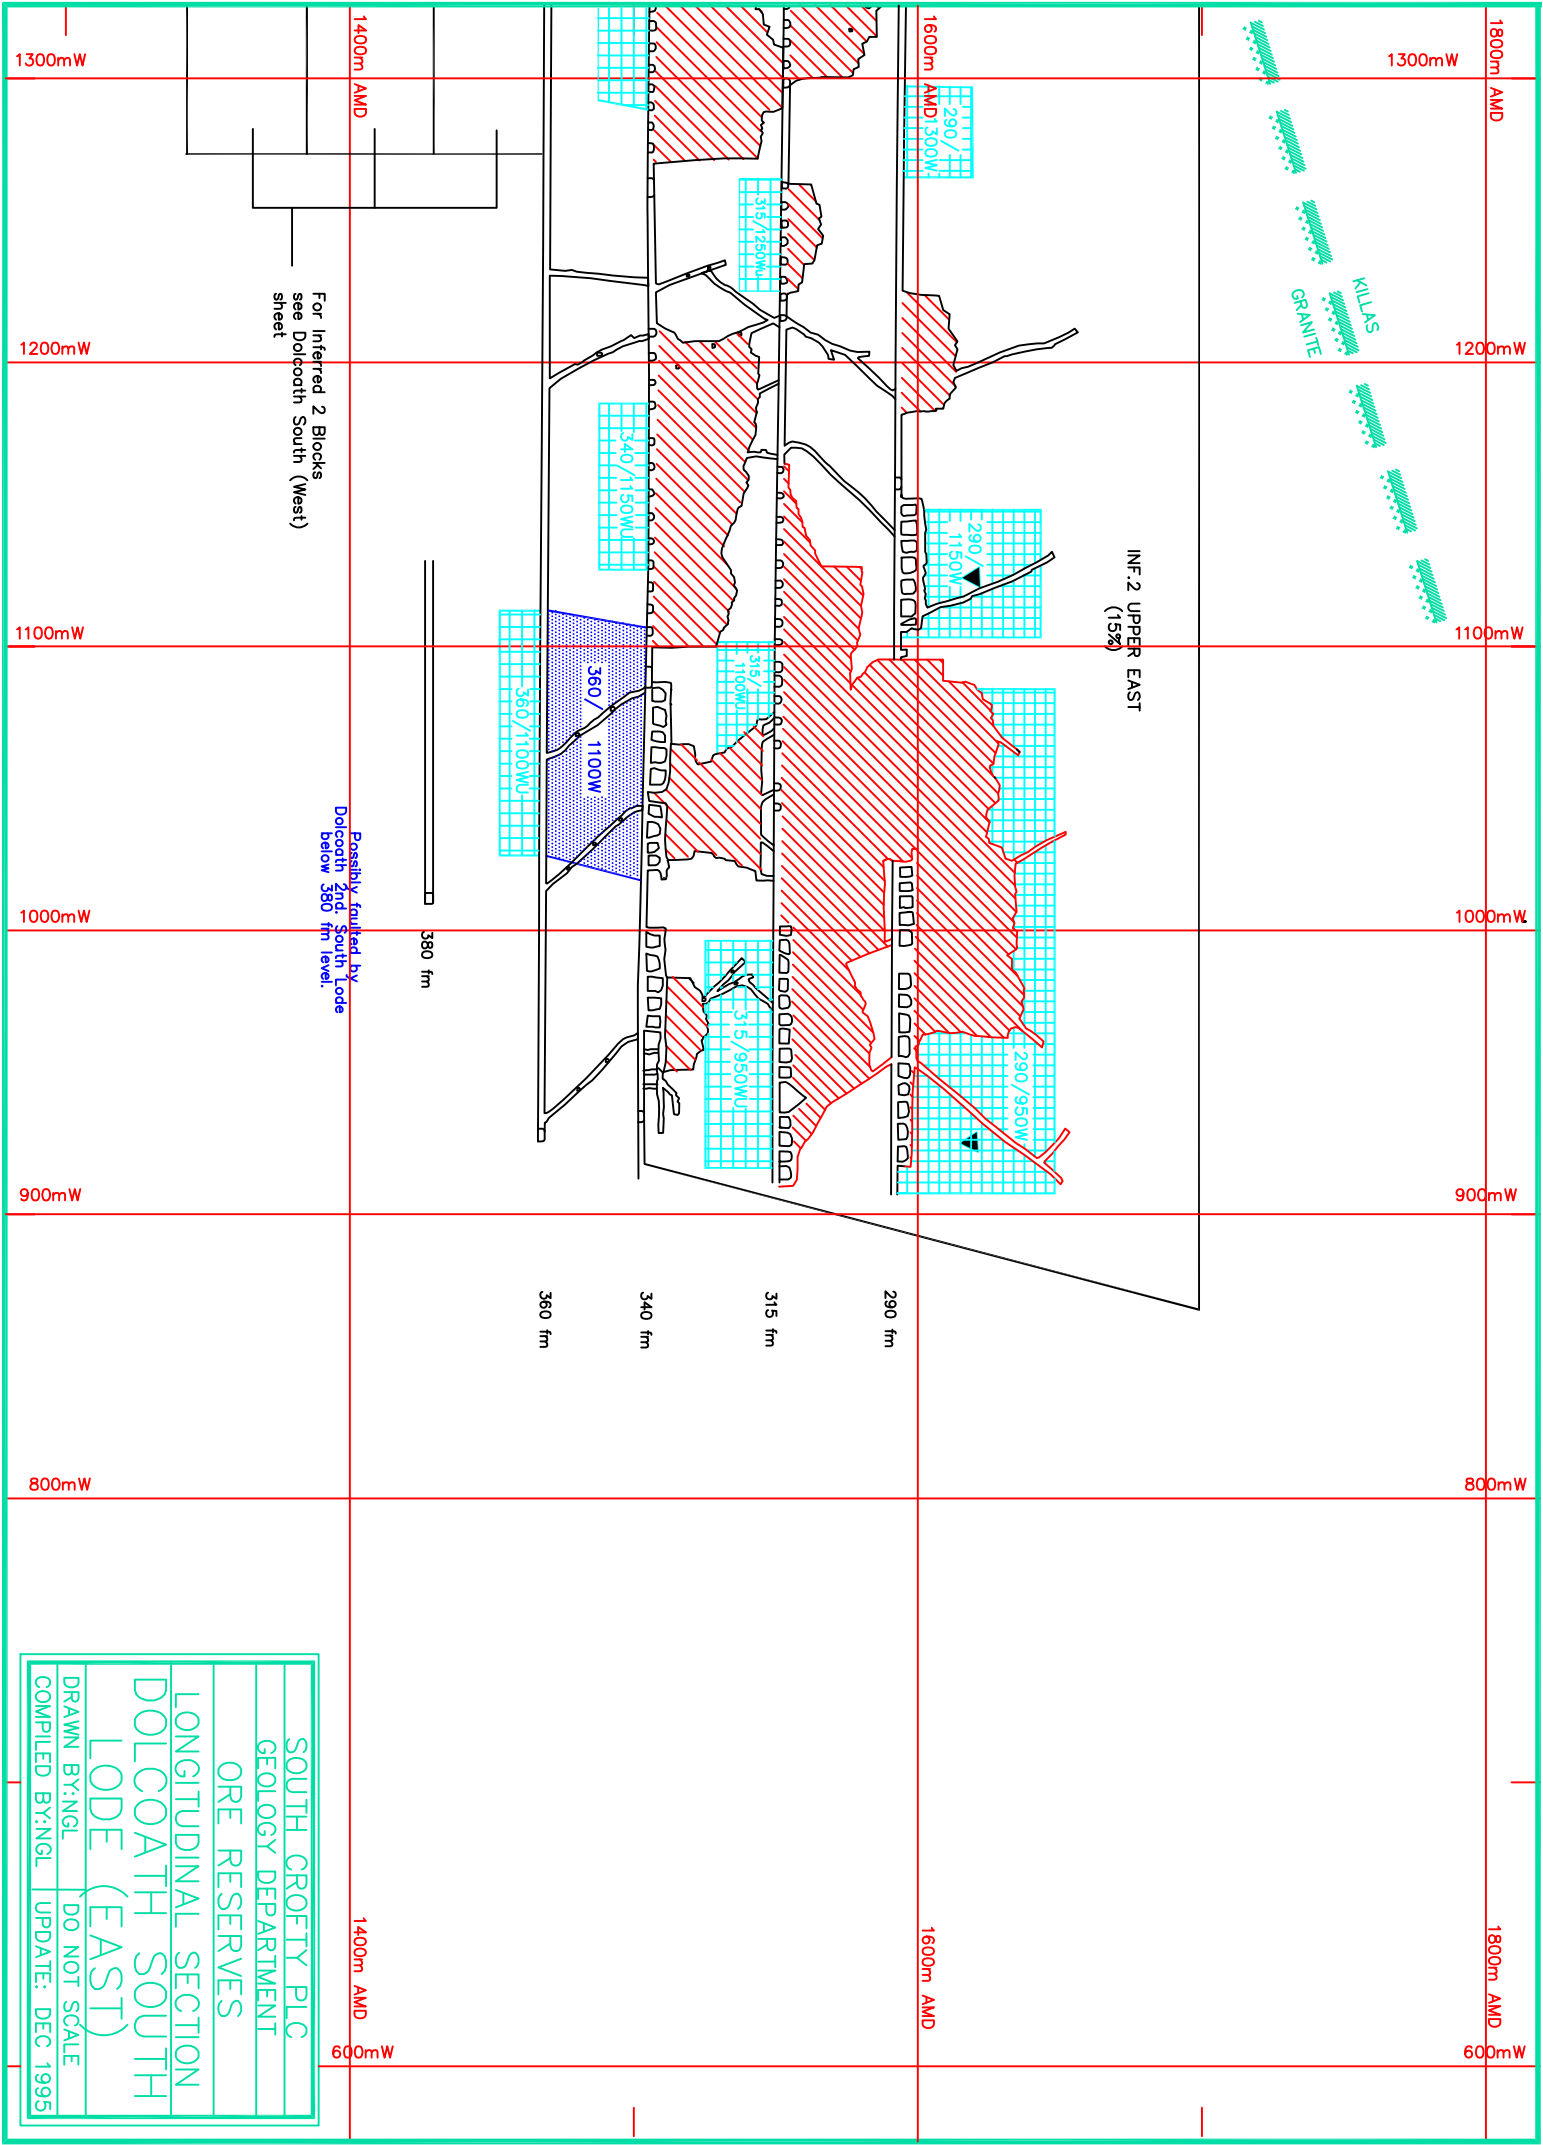 1800m AMD
1600m AMD
1400m AMD
1300mW
1300mW
1200mW
1200mW
1100mW
1100mW
1000mW
1000mW
900mW
900mW
800mW
800mW
600mW
600mW
1800m AMD
1600m AMD
1400m AMD
KILLAS
GRANITE
INF.2 UPPER EAST
(15%)
290/
1300W
315/1250WU
290/
1150W
340/1150WU
315/
1100WU
360/
1100W
360/1100WU
290/950W
315/950WU
For Inferred 2 Blocks
see Dolcoath South (West)
sheet
Possibly faulted by
Dolcoath 2nd. South Lode
below 380 fm level.
380 fm
290 fm
315 fm
340 fm
360 fm
SOUTH CROFTY PLC
GEOLOGY DEPARTMENT
ORE RESERVES
LONGITUDINAL SECTION
DOLCOATH SOUTH
LODE (EAST)
DRAWN BY:NGL
DO NOT SCALE
COMPILED BY:NGL
UPDATE: DEC 1995